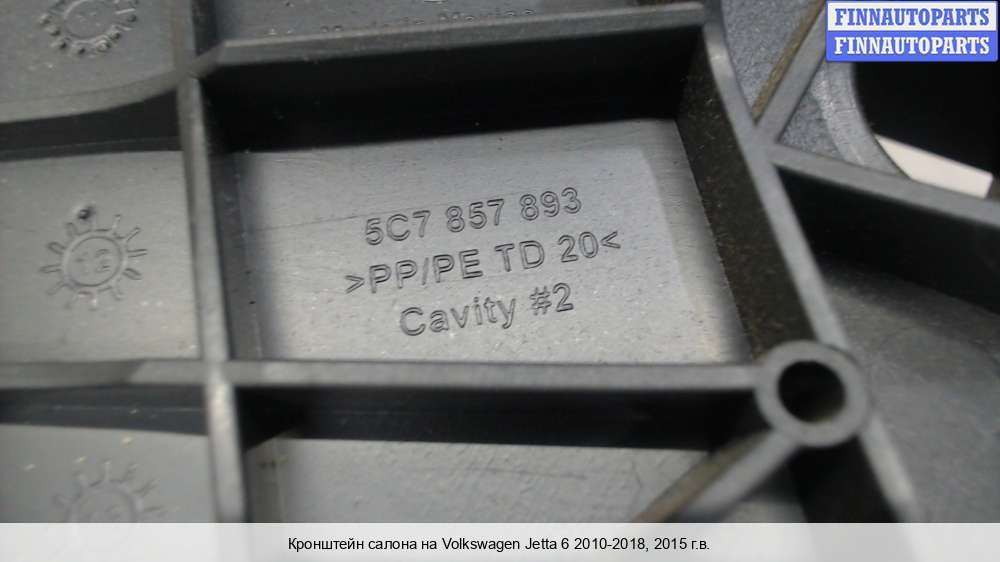 FINNAUTOPARTS
FINNAUTOPARTS
5C7 857 893
>PP/PE TD 20<
Cavity #2
12
Кронштейн салона на Volkswagen Jetta 6 2010-2018, 2015 г.в.